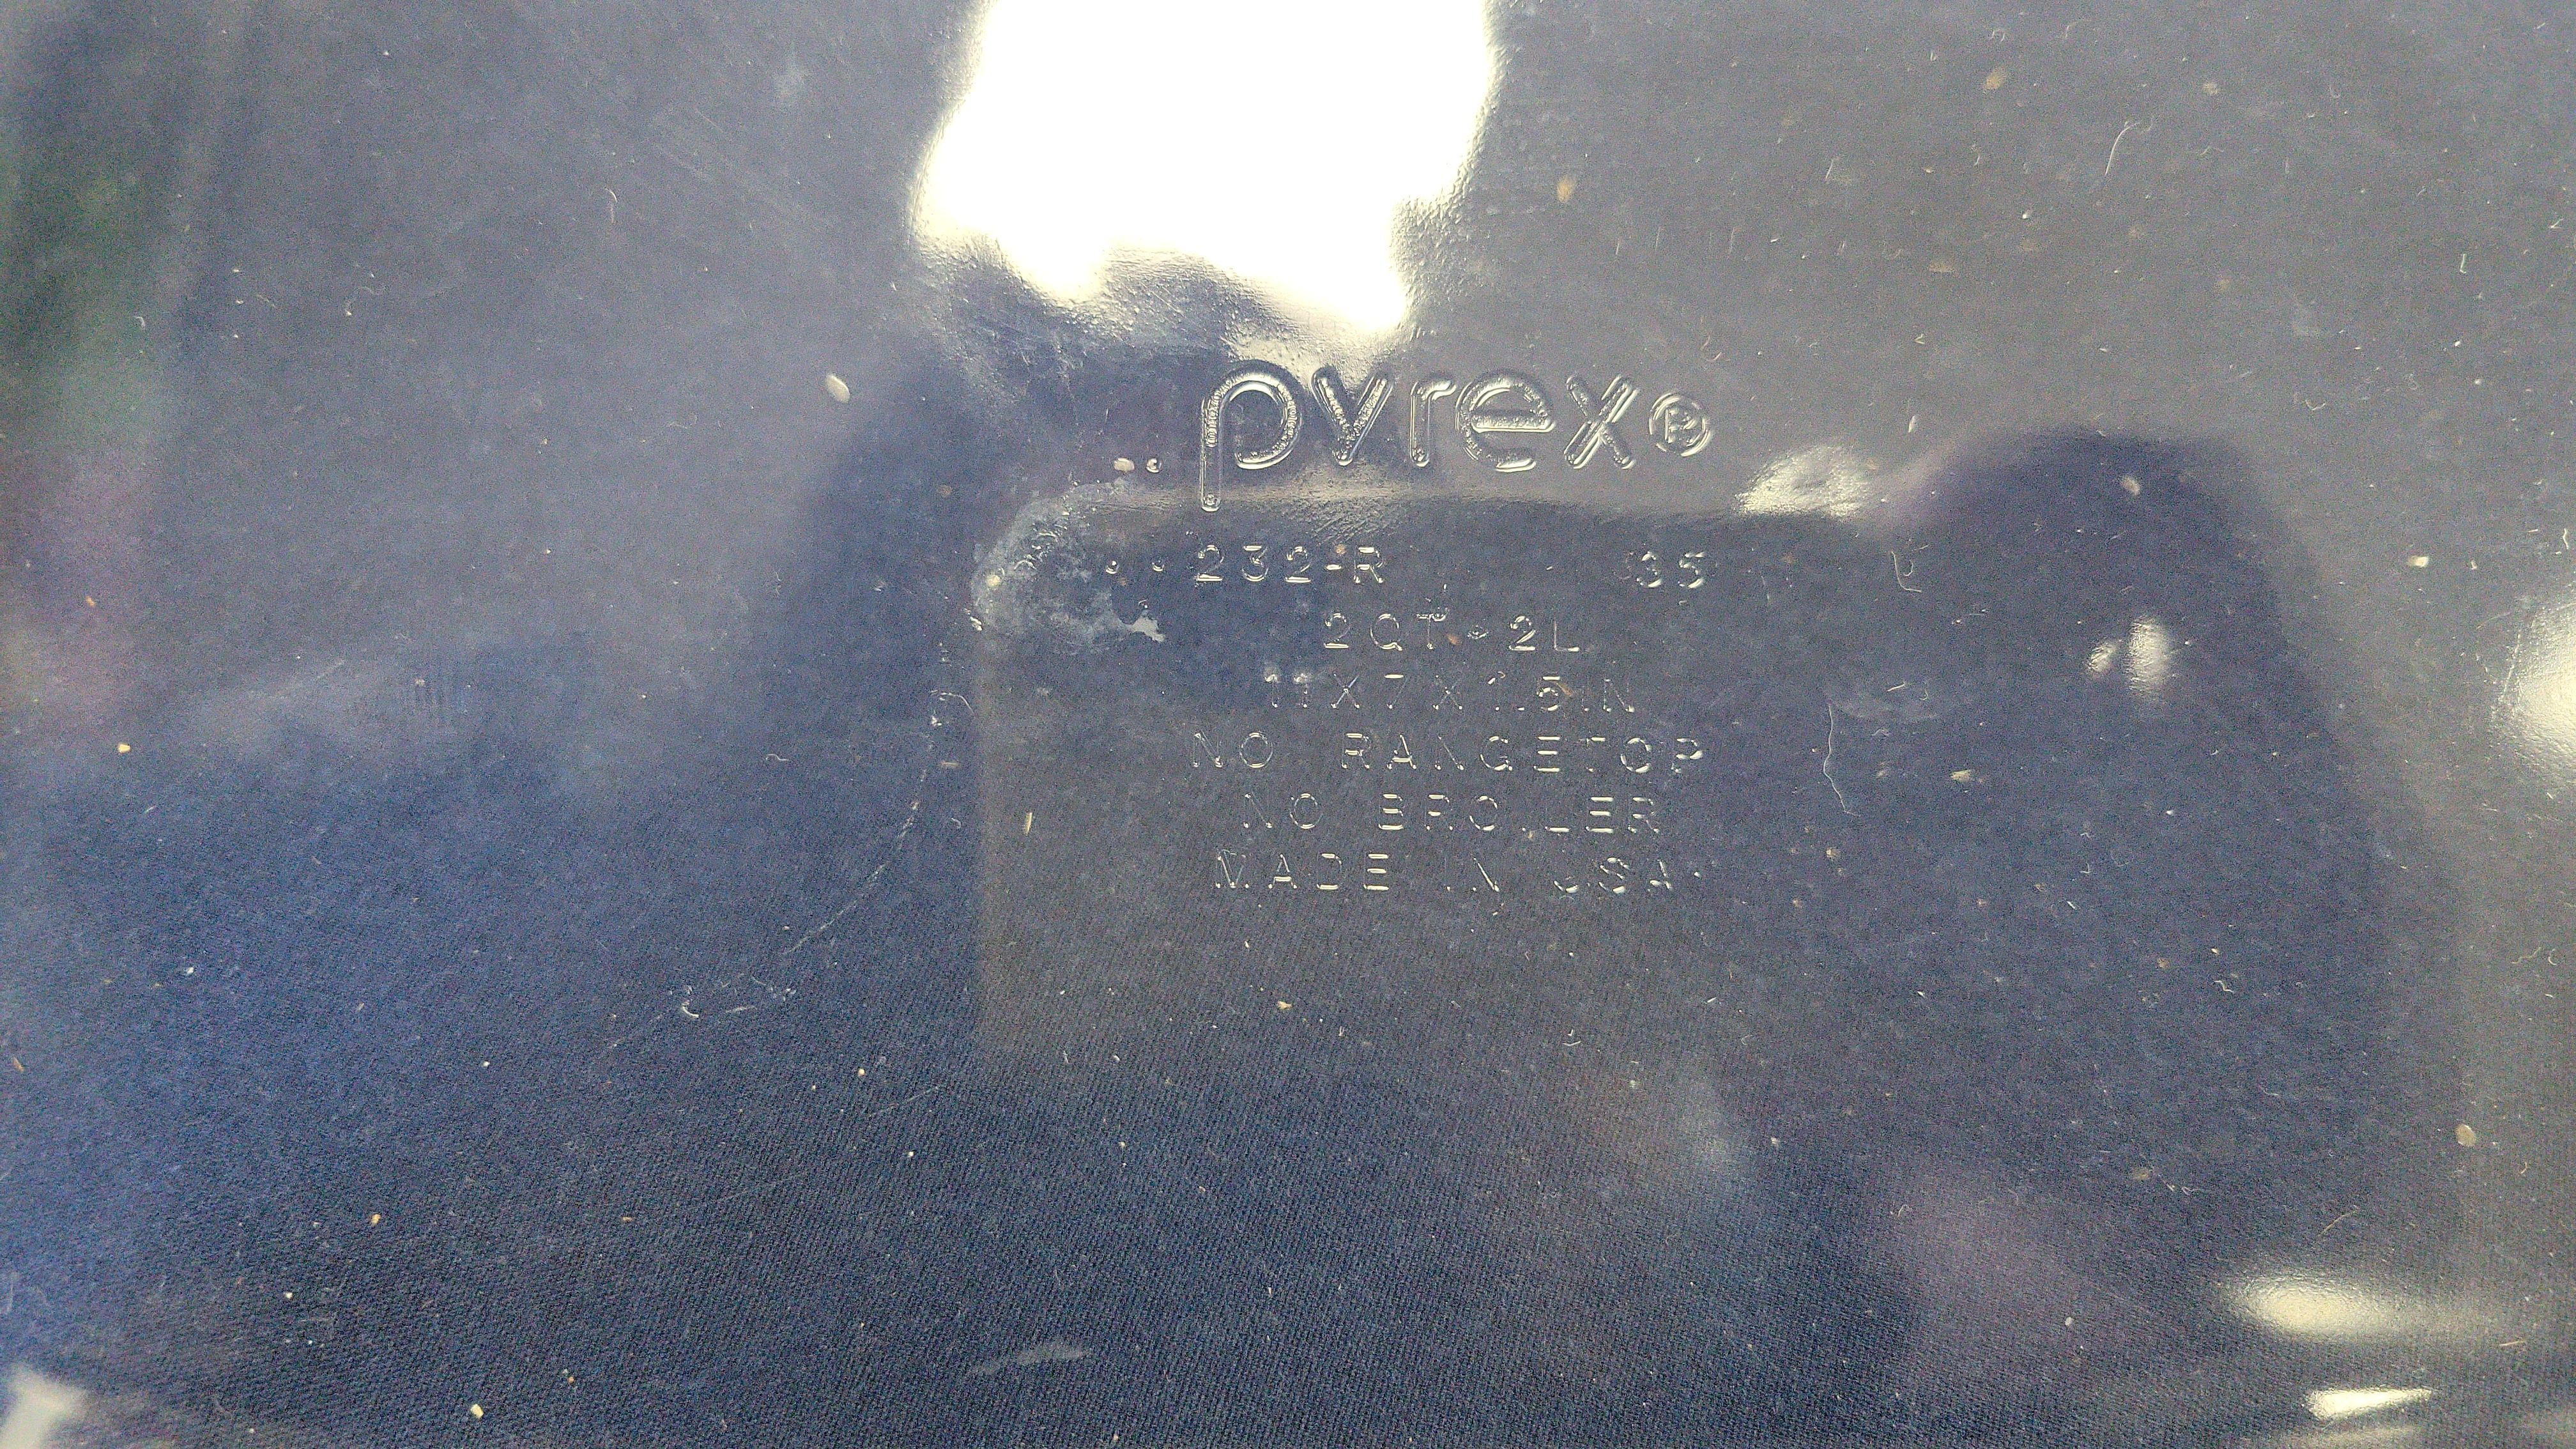 pyrex®
232-R 35
2QT • 2L
11X7X1.5IN
NO RANGETOP
NO BROILER
MADE IN USA